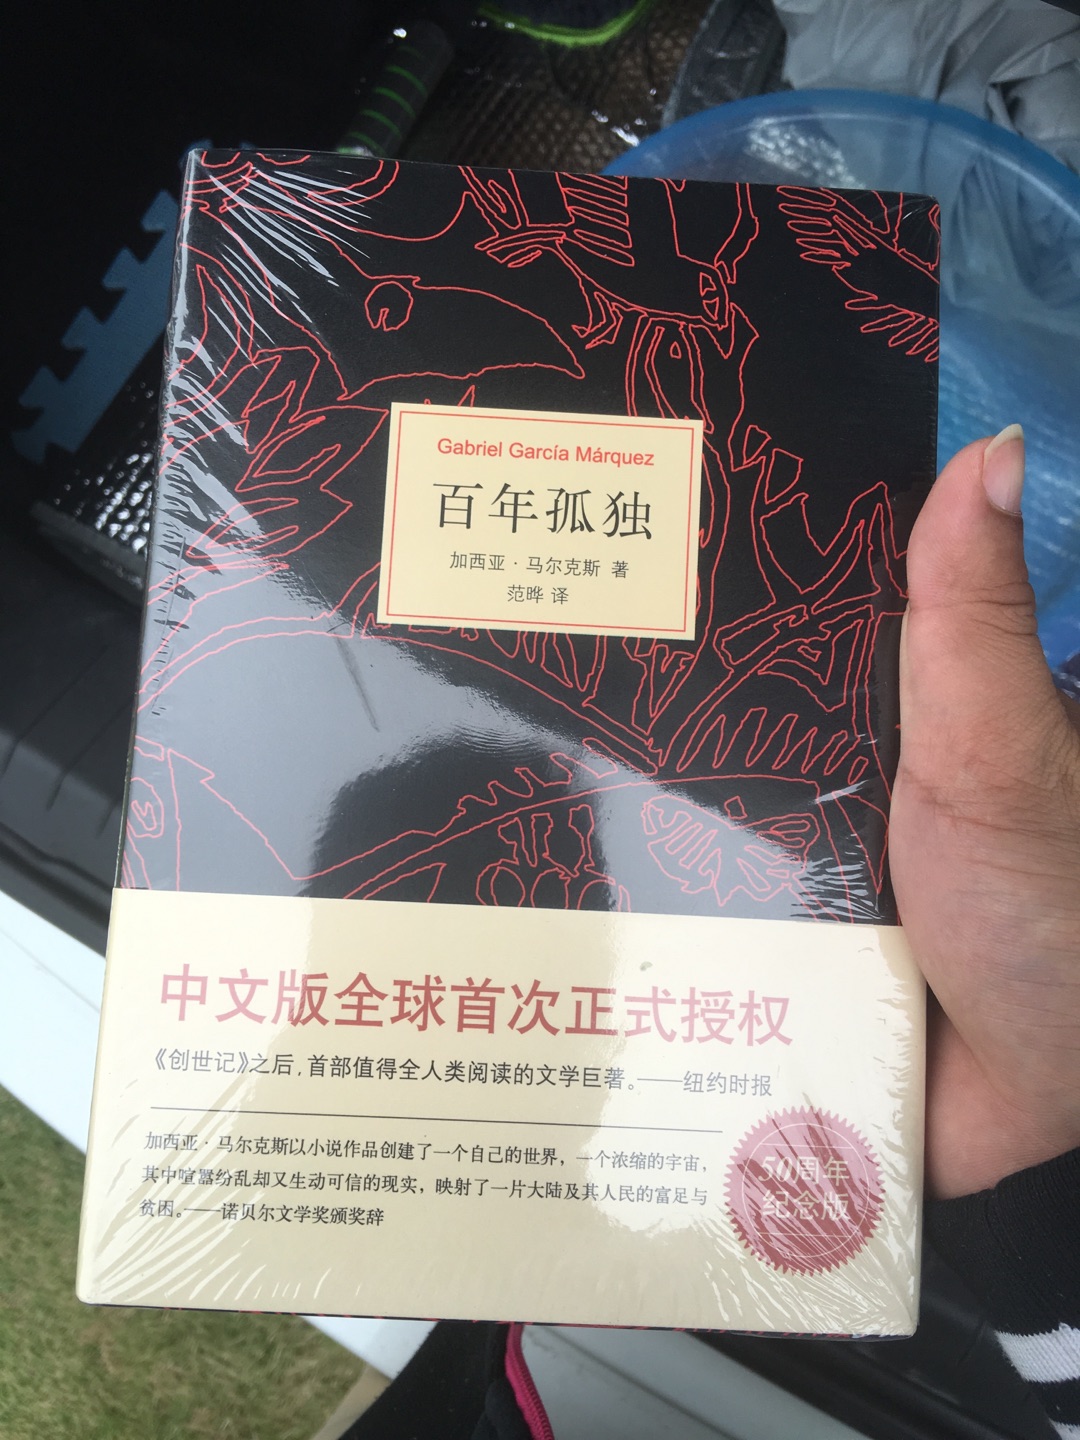 Gabriel García Márquez
百年孤独
加西亚·马尔克斯 著
范晔 译
中文版全球首次正式授权
《创世记》之后,首部值得全人类阅读的文学巨著。——纽约时报
加西亚·马尔克斯以小说作品创建了一个自己的世界，一个浓缩的宇宙，
其中喧嚣纷乱却又生动可信的现实，映射了一片大陆及其人民的富足与
贫困。——诺贝尔文学奖颁奖辞
50周年
纪念版